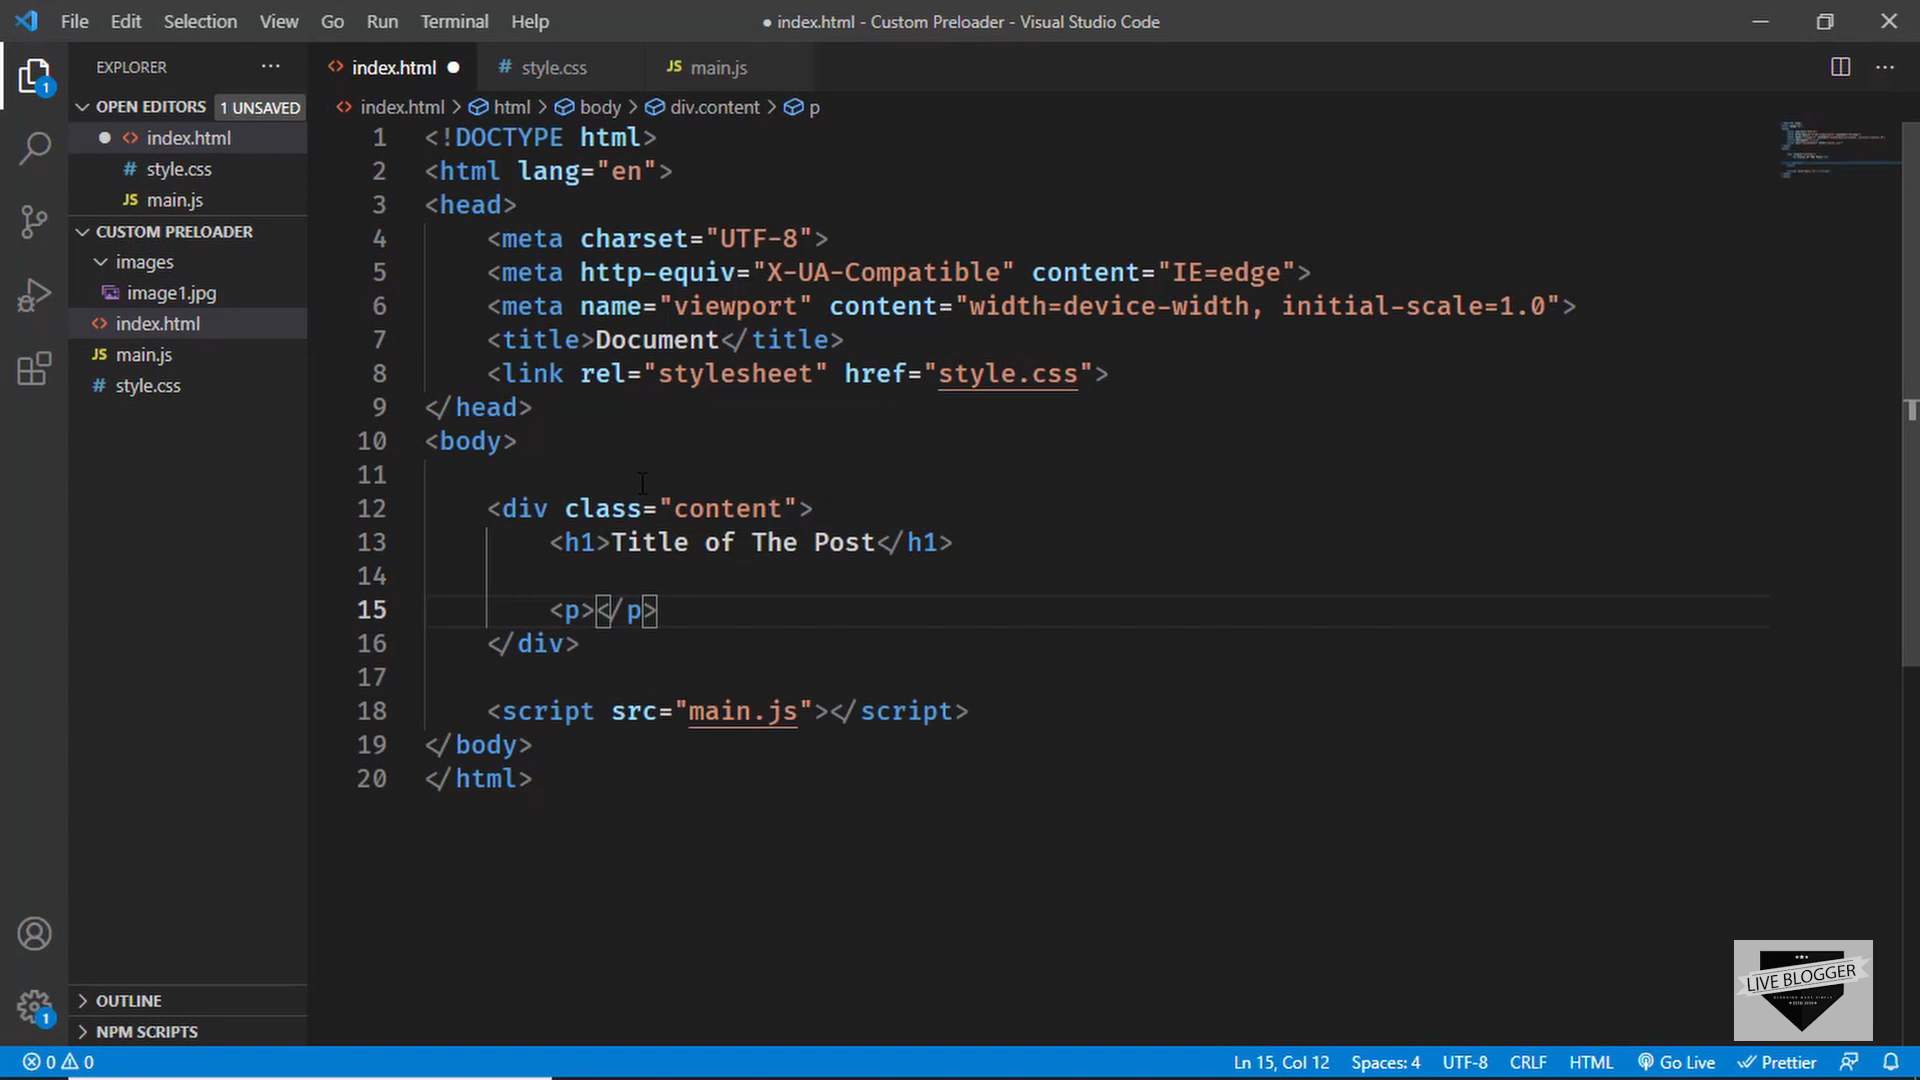 File Edit Selection View Go Run Terminal Help
● index.html - Custom Preloader - Visual Studio Code
EXPLORER
OPEN EDITORS 1 UNSAVED
index.html
style.css
main.js
CUSTOM PRELOADER
images
image1.jpg
index.html
main.js
style.css
OUTLINE
NPM SCRIPTS
1
1
index.html ● # style.css JS main.js
index.html > html > body > div.content > p
1 <!DOCTYPE html>
2 <html lang="en">
3 <head>
4 <meta charset="UTF-8">
5 <meta http-equiv="X-UA-Compatible" content="IE=edge">
6 <meta name="viewport" content="width=device-width, initial-scale=1.0">
7 <title>Document</title>
8 <link rel="stylesheet" href="style.css">
9 </head>
10 <body>
11
12 <div class="content">
13 <h1>Title of The Post</h1>
14
15 <p></p>
16 </div>
17
18 <script src="main.js"></script>
19 </body>
20 </html>
LIVE BLOGGER
0 0 Ln 15, Col 12 Spaces: 4 UTF-8 CRLF HTML Go Live Prettier